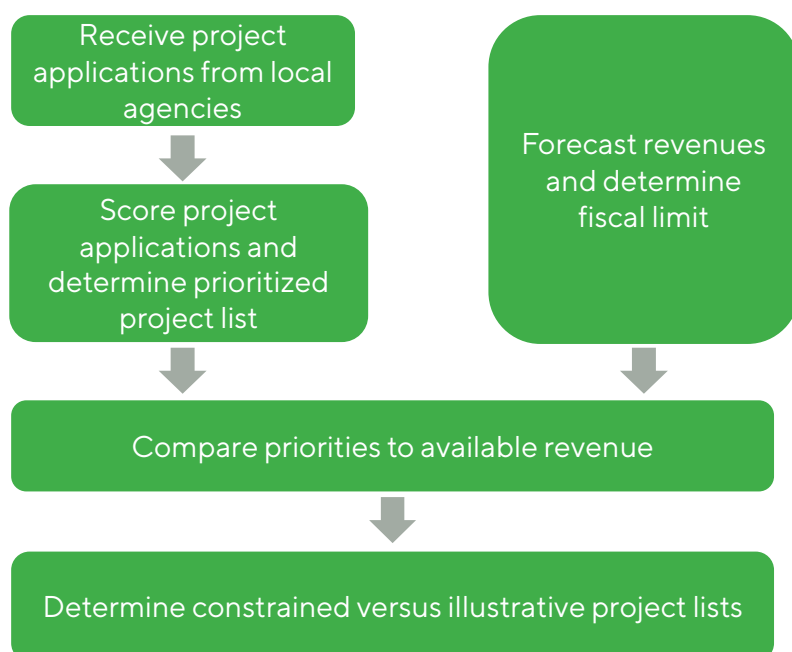 Receive project
applications from local
agencies
Forecast revenues
and determine
fiscal limit
Score project
applications and
determine prioritized
project list
Compare priorities to available revenue
Determine constrained versus illustrative project lists